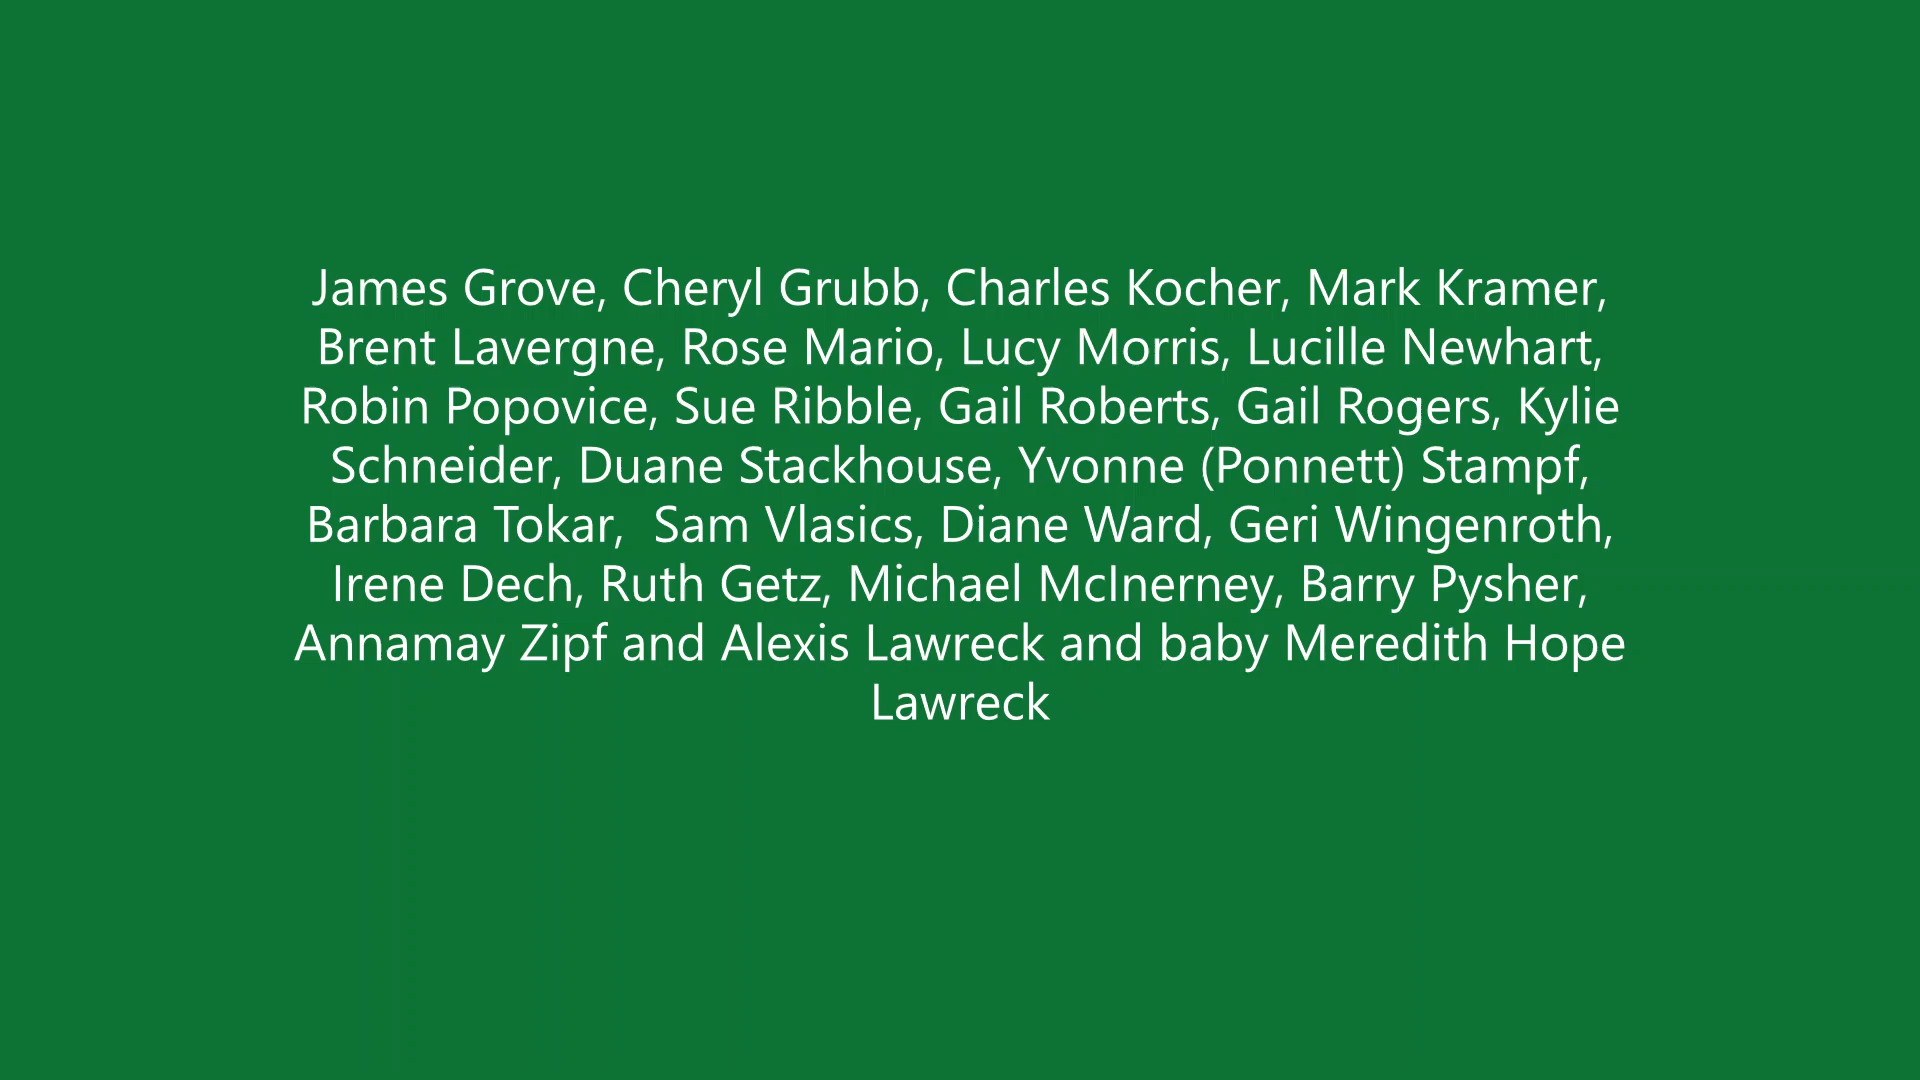 James Grove, Cheryl Grubb, Charles Kocher, Mark Kramer,
Brent Lavergne, Rose Mario, Lucy Morris, Lucille Newhart,
Robin Popovice, Sue Ribble, Gail Roberts, Gail Rogers, Kylie
Schneider, Duane Stackhouse, Yvonne (Ponnett) Stampf,
Barbara Tokar,  Sam Vlasics, Diane Ward, Geri Wingenroth,
Irene Dech, Ruth Getz, Michael McInerney, Barry Pysher,
Annamay Zipf and Alexis Lawreck and baby Meredith Hope
Lawreck